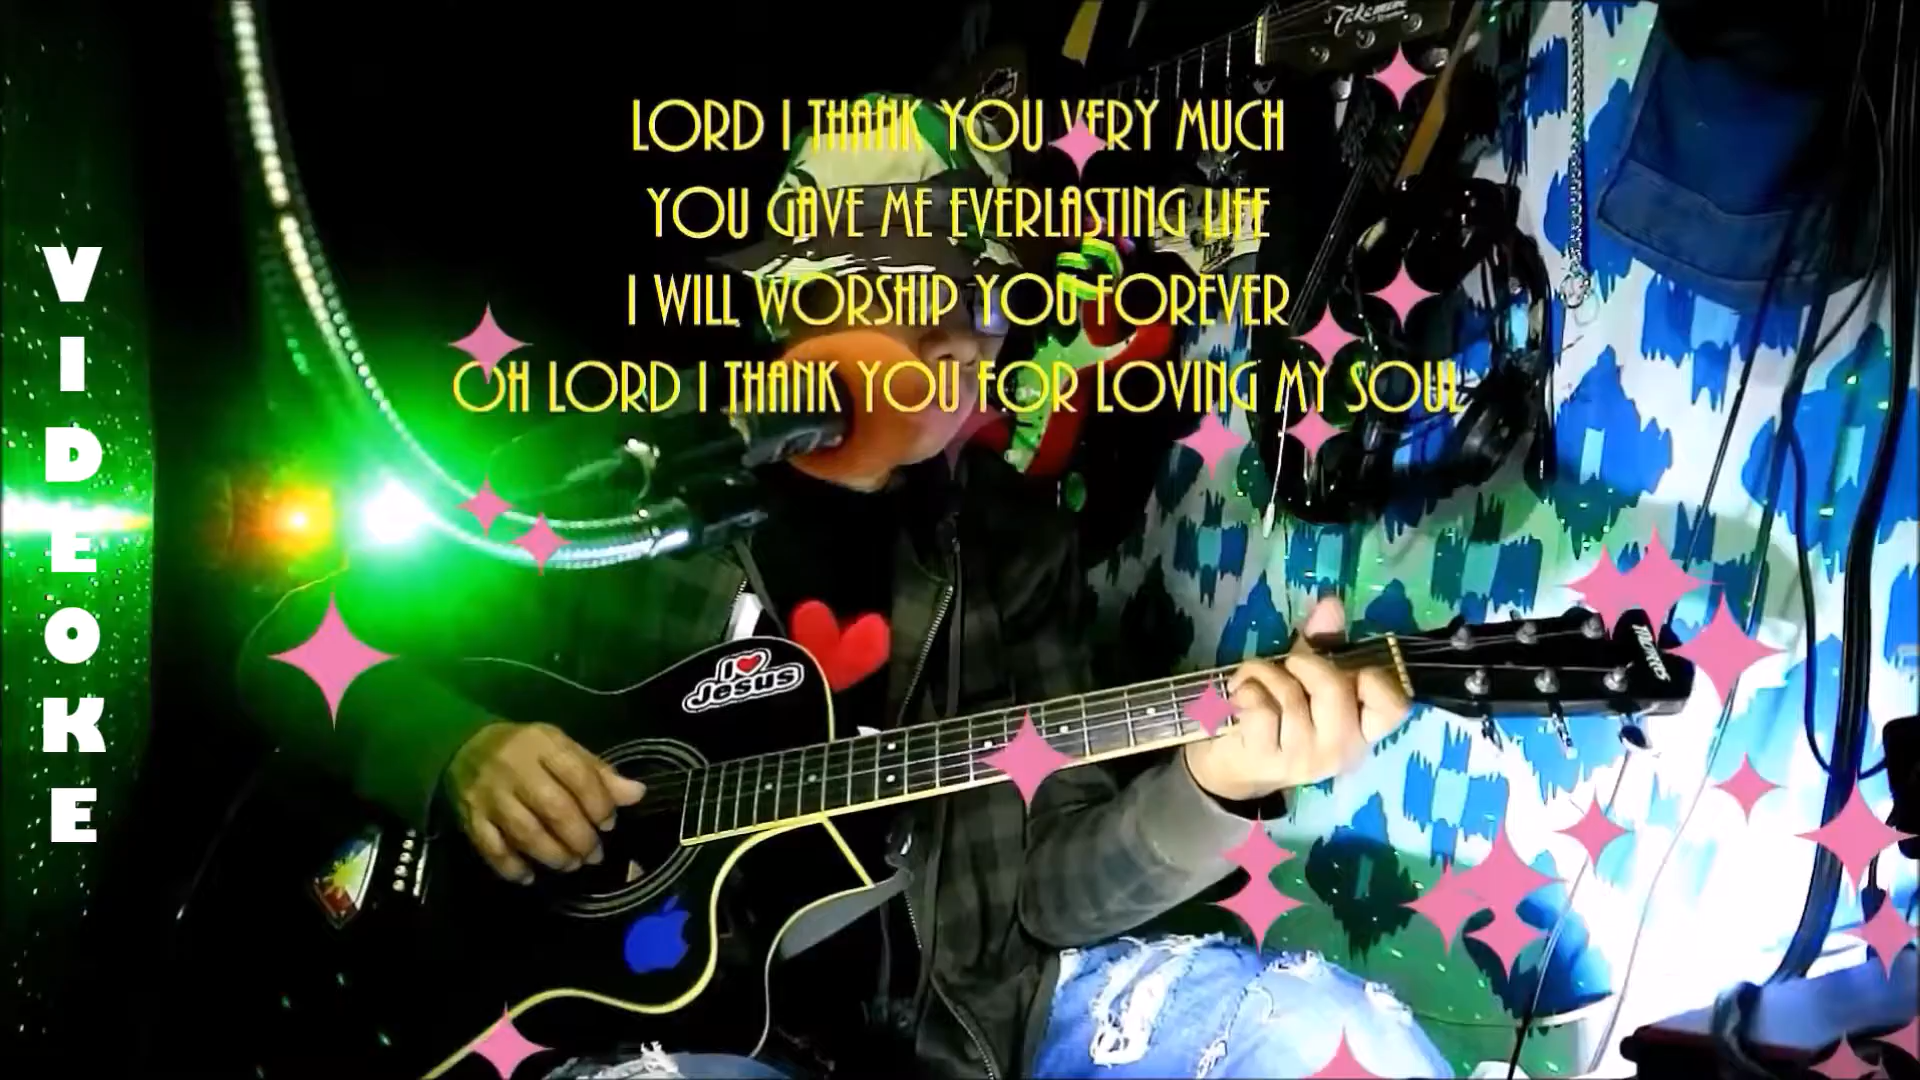 LORD I THANK YOU VERY MUCH
YOU GAVE ME EVERLASTING LIFE
I WILL WORSHIP YOU FOREVER
OH LORD I THANK YOU FOR LOVING MY SOUL
VIDEOKE
I
Jesus
Takamine